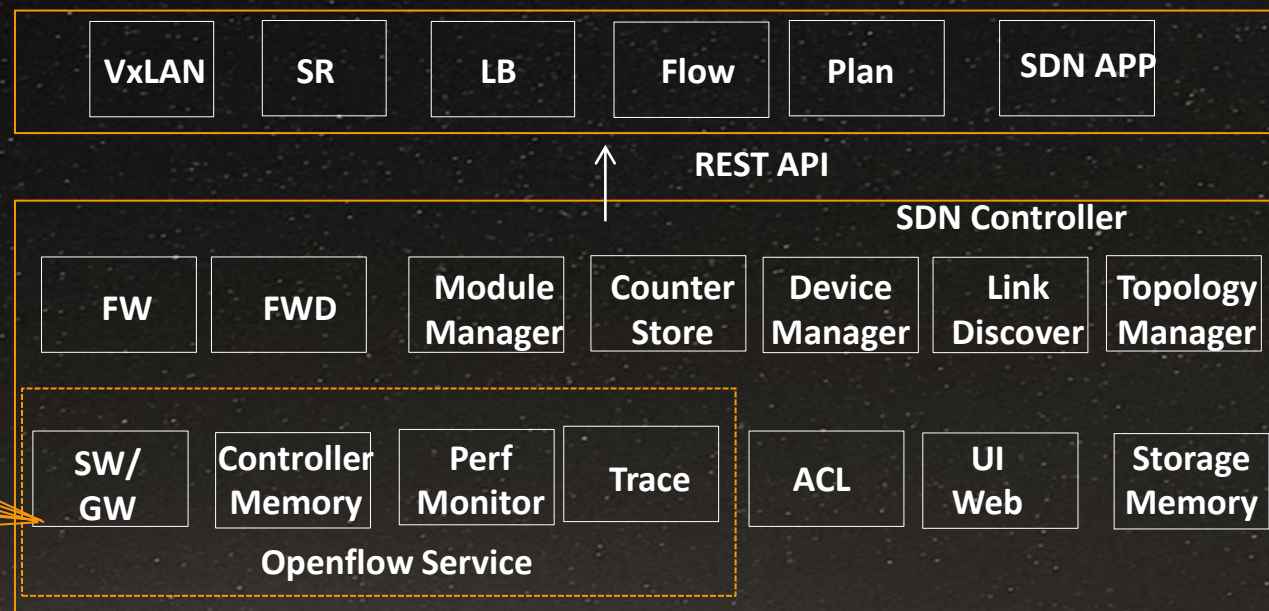 VxLAN
SR
LB
Flow
Plan
SDN APP
REST API
SDN Controller
FW
FWD
Module
Manager
Counter
Store
Device
Manager
Link
Discover
Topology
Manager
SW/
GW
Controller
Memory
Perf
Monitor
Trace
ACL
UI
Web
Storage
Memory
Openflow Service